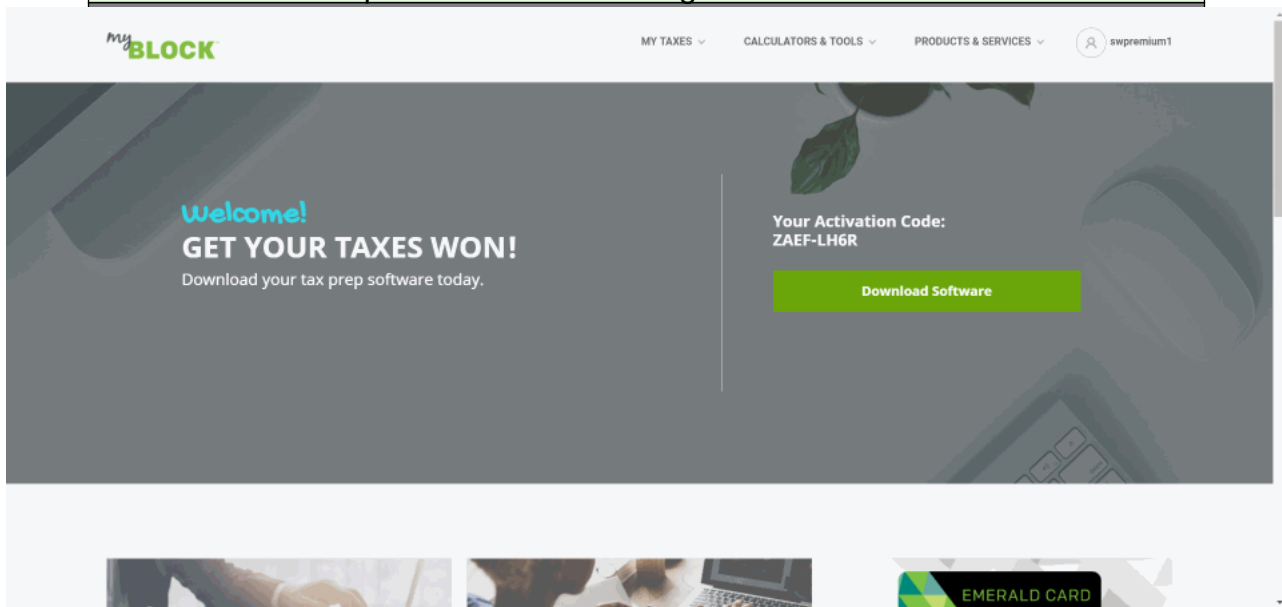 my BLOCK
MY TAXES
CALCULATORS & TOOLS
PRODUCTS & SERVICES
swpremium1
Welcome!
GET YOUR TAXES WON!
Download your tax prep software today.
Your Activation Code:
ZAEF-LH6R
Download Software
EMERALD CARD